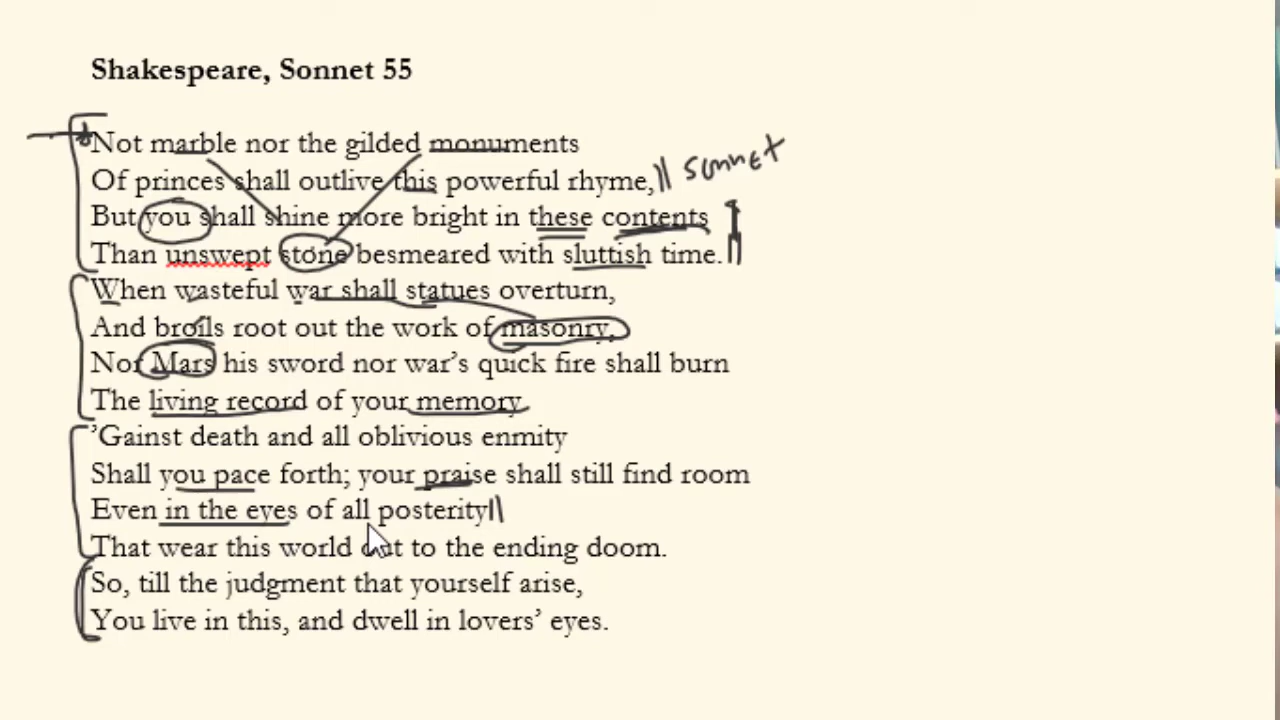 Shakespeare, Sonnet 55
Not marble nor the gilded monuments
Of princes shall outlive this powerful rhyme, sonnet
But you shall shine more bright in these contents
Than unswept stone besmeared with sluttish time.
When wasteful war shall statues overturn,
And broils root out the work of masonry,
Nor Mars his sword nor war’s quick fire shall burn
The living record of your memory
’Gainst death and all oblivious enmity
Shall you pace forth; your praise shall still find room
Even in the eyes of all posterity
That wear this world out to the ending doom.
So, till the judgment that yourself arise,
You live in this, and dwell in lovers’ eyes.